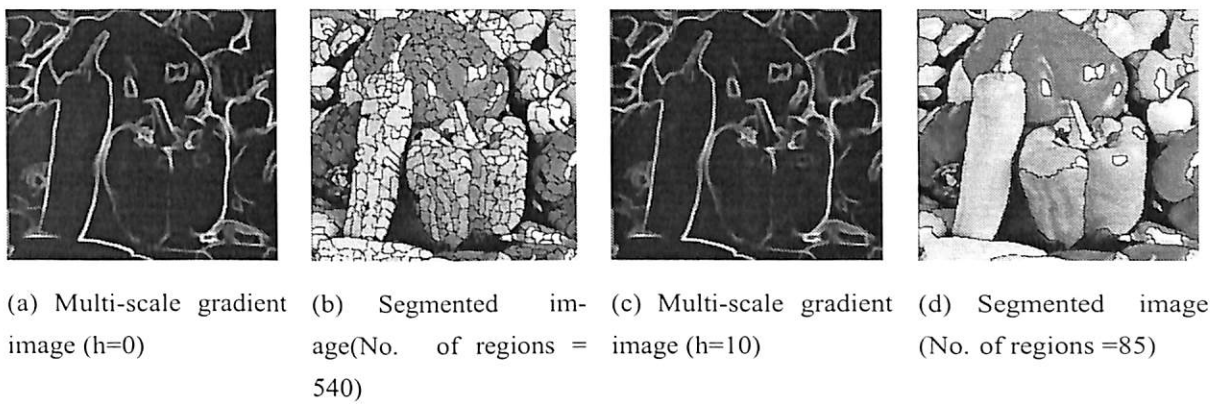 (a) Multi-scale gradient
image (h=0)
(b) Segmented im-
age(No. of regions =
540)
(c) Multi-scale gradient
image (h=10)
(d) Segmented image
(No. of regions =85)